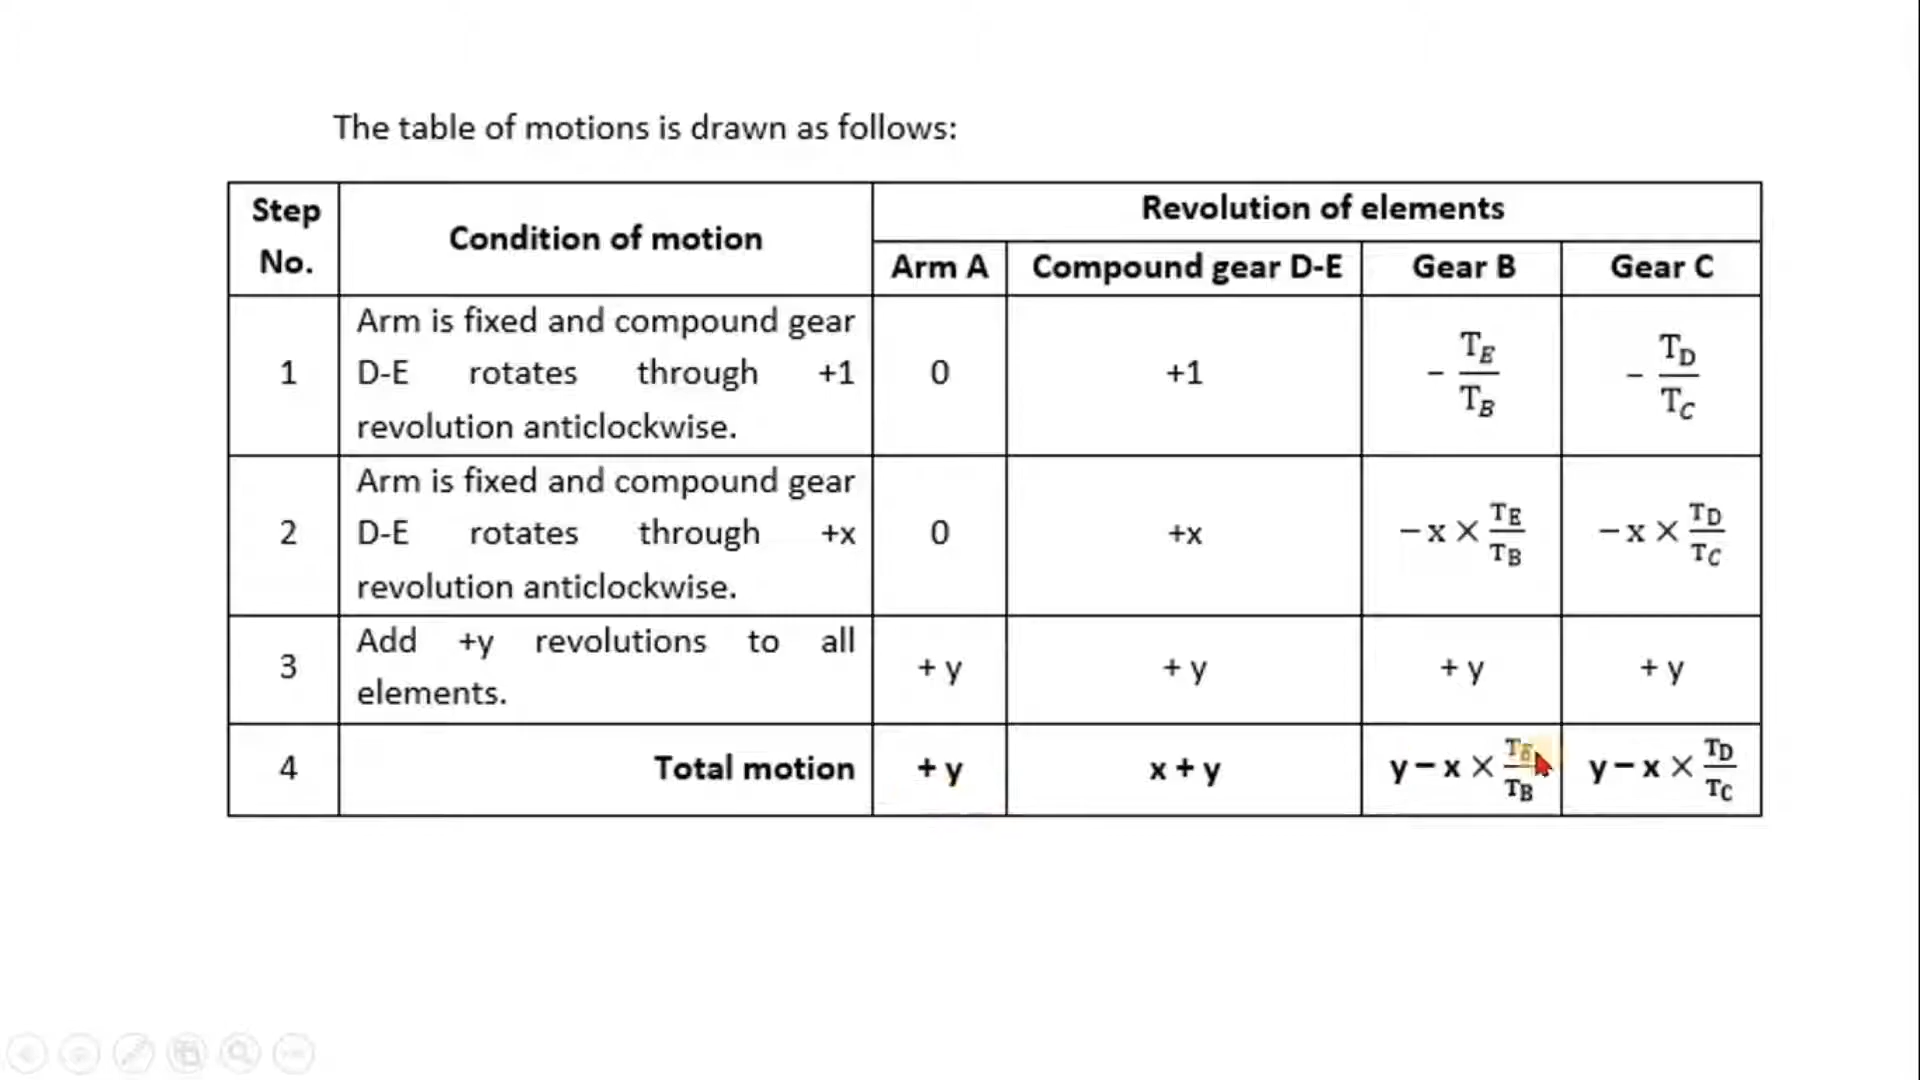 The table of motions is drawn as follows:
Step No. | Condition of motion | Revolution of elements
Arm A | Compound gear D-E | Gear B | Gear C
1 | Arm is fixed and compound gear D-E rotates through +1 revolution anticlockwise. | 0 | +1 | - T_E/T_B | - T_D/T_C
2 | Arm is fixed and compound gear D-E rotates through +x revolution anticlockwise. | 0 | +x | − x × T_E/T_B | − x × T_D/T_C
3 | Add +y revolutions to all elements. | + y | + y | + y | + y
4 | Total motion | + y | x + y | y − x × T_E/T_B | y − x × T_D/T_C